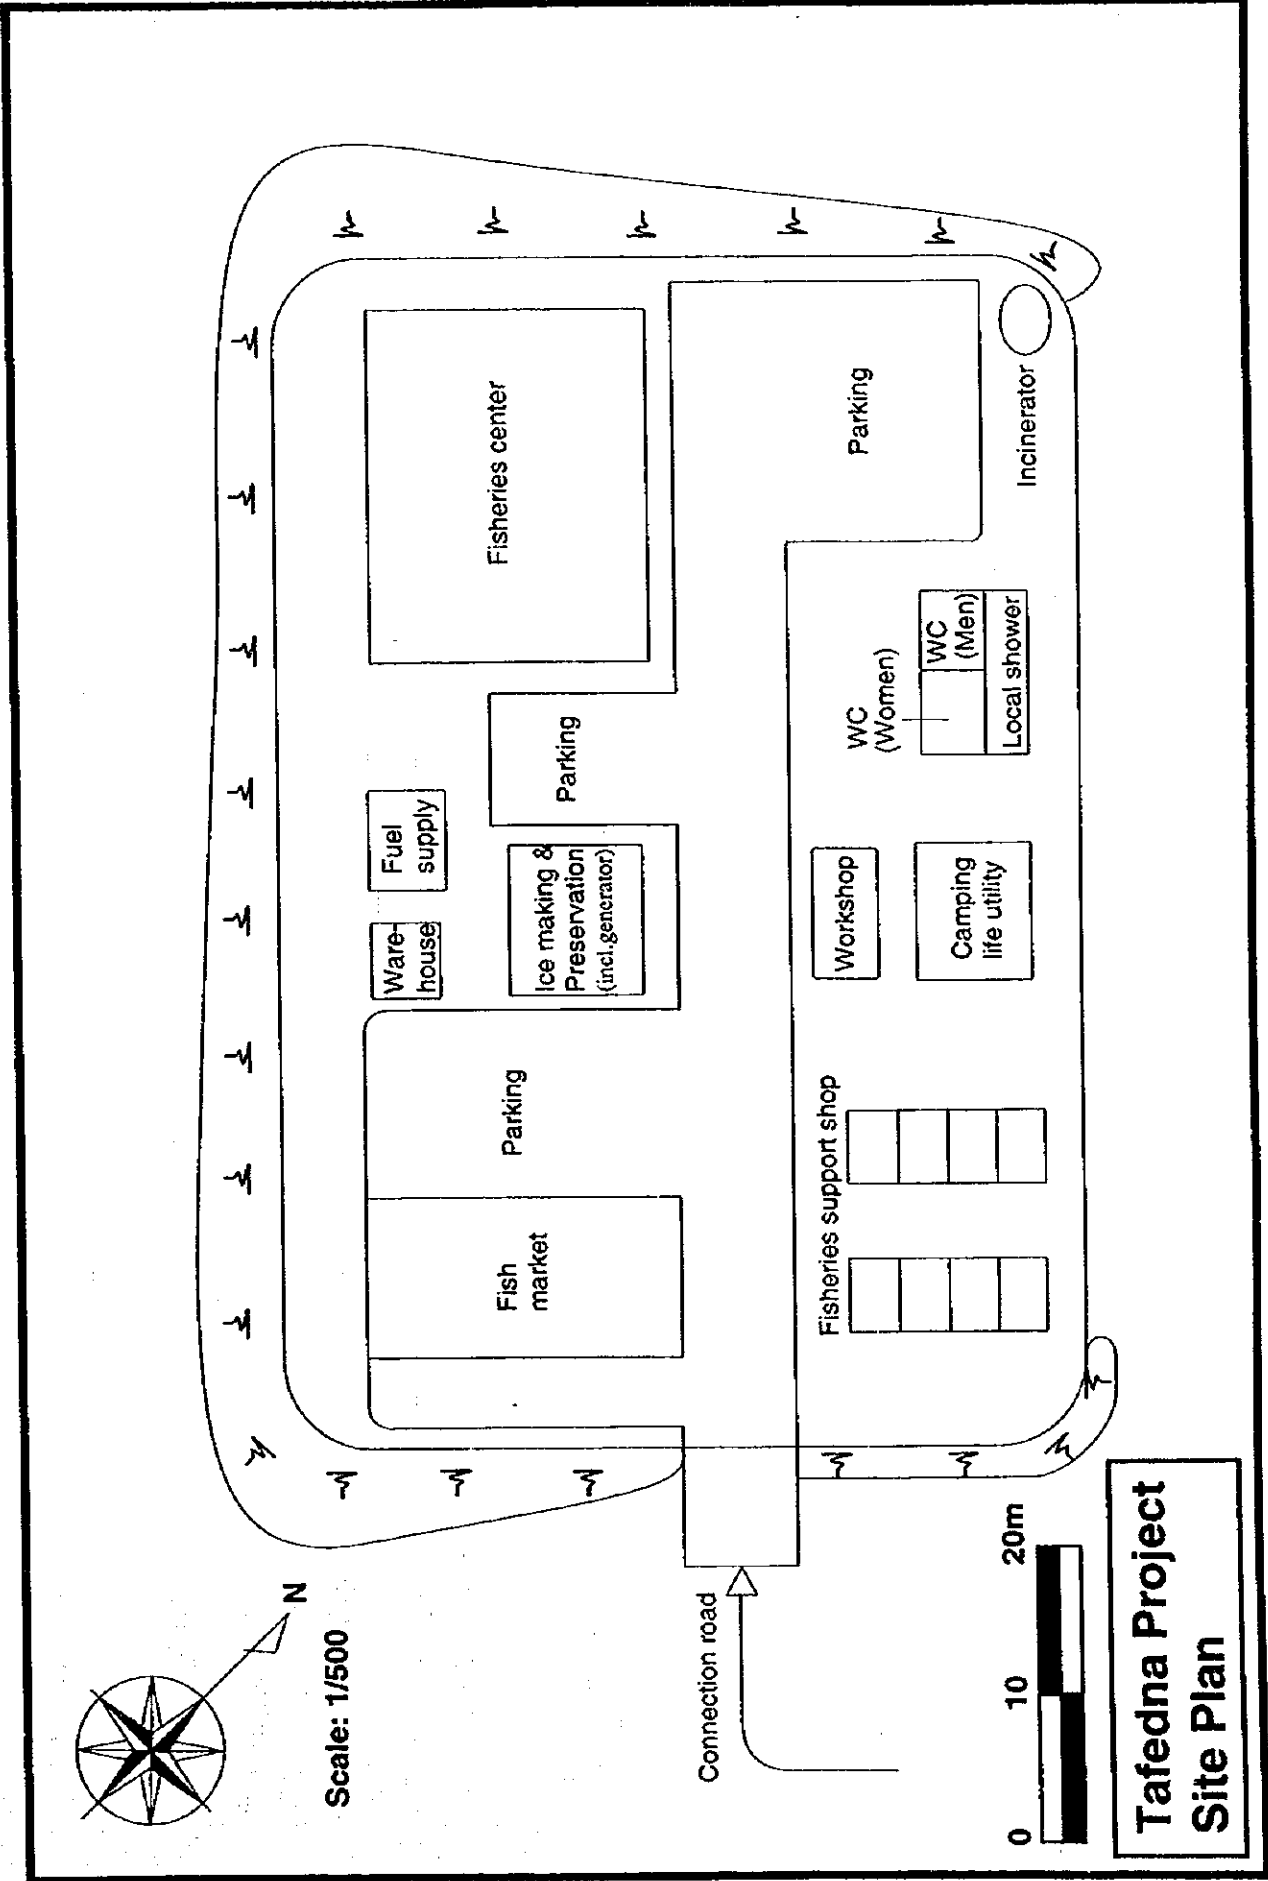 N
Scale: 1/500
Fisheries center
Fuel
supply
Ware-
house
Parking
Ice making &
Preservation
(incl.generator)
Parking
Fish
market
Parking
Incinerator
WC
(Women)
WC
(Men)
Local shower
Workshop
Camping
life utility
Fisheries support shop
Connection road
0 10 20m
Tafedna Project
Site Plan